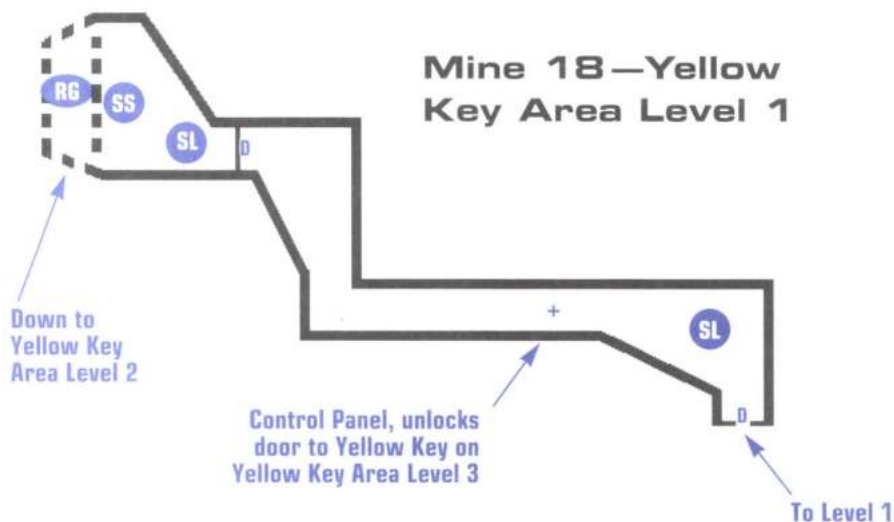 Mine 18—Yellow
Key Area Level 1
RG
SS
SL
D
+
SL
Down to
Yellow Key
Area Level 2
Control Panel, unlocks
door to Yellow Key on
Yellow Key Area Level 3
D
To Level 1